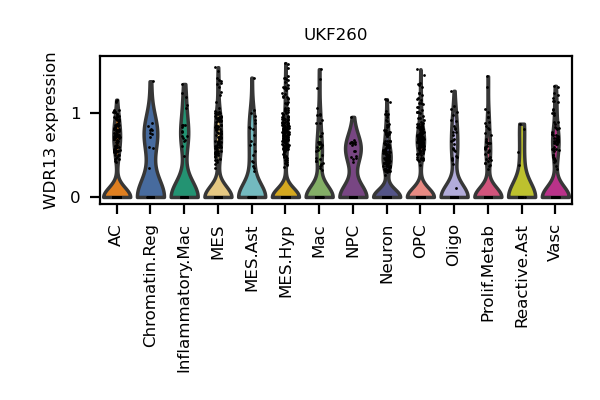 UKF260
WDR13 expression
1
0
AC
Chromatin.Reg
Inflammatory.Mac
MES
MES.Ast
MES.Hyp
Mac
NPC
Neuron
OPC
Oligo
Prolif.Metab
Reactive.Ast
Vasc